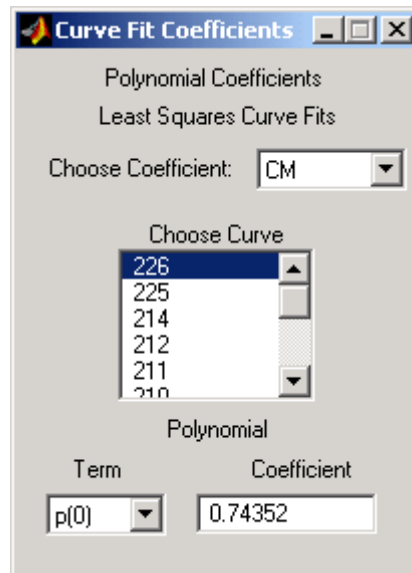 Curve Fit Coefficients
Polynomial Coefficients
Least Squares Curve Fits
Choose Coefficient: CM
Choose Curve
226
225
214
212
211
210
Polynomial
Term Coefficient
p(0) 0.74352